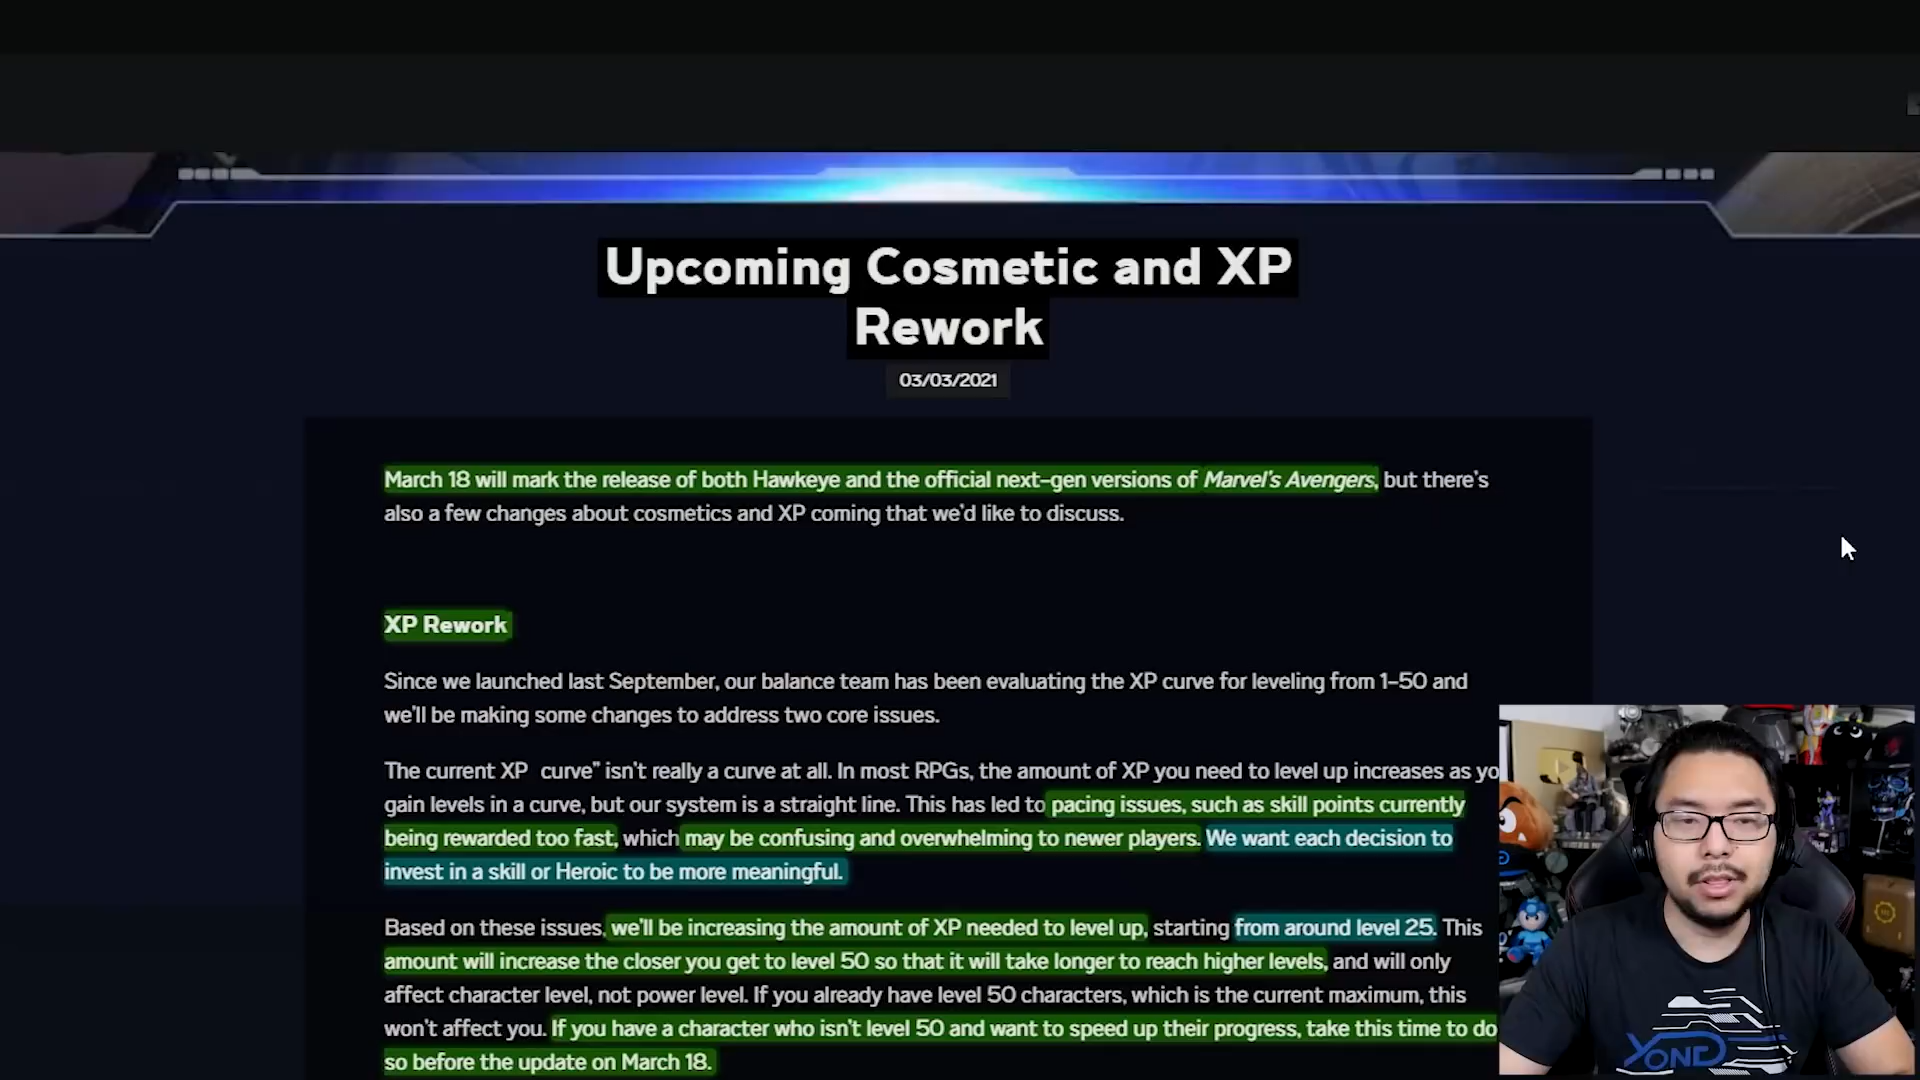 Upcoming Cosmetic and XP
Rework
03/03/2021
March 18 will mark the release of both Hawkeye and the official next-gen versions of Marvel's Avengers, but there's
also a few changes about cosmetics and XP coming that we'd like to discuss.
XP Rework
Since we launched last September, our balance team has been evaluating the XP curve for leveling from 1-50 and
we'll be making some changes to address two core issues.
The current XP curve" isn't really a curve at all. In most RPGs, the amount of XP you need to level up increases as yo
gain levels in a curve, but our system is a straight line. This has led to pacing issues, such as skill points currently
being rewarded too fast, which may be confusing and overwhelming to newer players. We want each decision to
invest in a skill or Heroic to be more meaningful.
Based on these issues, we'll be increasing the amount of XP needed to level up, starting from around level 25. This
amount will increase the closer you get to level 50 so that it will take longer to reach higher levels, and will only
affect character level, not power level. If you already have level 50 characters, which is the current maximum, this
won't affect you. If you have a character who isn't level 50 and want to speed up their progress, take this time to do
so before the update on March 18.
YOND